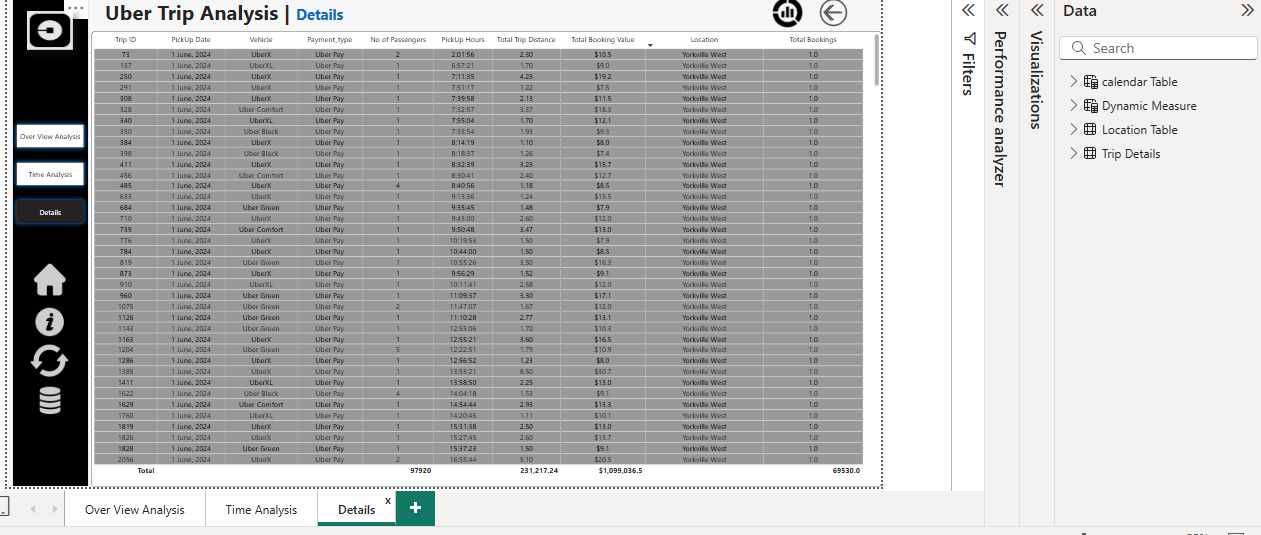 Uber Trip Analysis | Details
Over View Analysis
Time Analysis
Details
Trip ID PickUp Date Vehicle Payment_type No of Passengers PickUp Hours Total Trip Distance Total Booking Value Location Total Bookings
73 1 June, 2024 UberX Uber Pay 2 2:01:56 2.30 $10.5 Yorkville West 1.0
137 1 June, 2024 UberXL Uber Pay 1 6:57:21 1.70 $9.0 Yorkville West 1.0
250 1 June, 2024 UberX Uber Pay 1 7:11:35 4.23 $19.2 Yorkville West 1.0
291 1 June, 2024 UberX Uber Pay 1 7:51:17 1.22 $7.5 Yorkville West 1.0
308 1 June, 2024 UberX Uber Pay 1 7:39:58 2.13 $11.5 Yorkville West 1.0
328 1 June, 2024 Uber Comfort Uber Pay 1 7:32:57 3.37 $18.3 Yorkville West 1.0
340 1 June, 2024 UberXL Uber Pay 1 7:55:04 1.70 $12.1 Yorkville West 1.0
350 1 June, 2024 Uber Black Uber Pay 1 7:33:54 1.93 $9.3 Yorkville West 1.0
384 1 June, 2024 UberX Uber Pay 1 8:14:19 1.10 $8.0 Yorkville West 1.0
398 1 June, 2024 Uber Black Uber Pay 1 8:18:37 1.26 $7.4 Yorkville West 1.0
411 1 June, 2024 UberX Uber Pay 1 8:32:39 3.23 $15.7 Yorkville West 1.0
456 1 June, 2024 Uber Comfort Uber Pay 1 8:30:41 2.40 $12.7 Yorkville West 1.0
485 1 June, 2024 UberX Uber Pay 4 8:40:56 1.18 $8.5 Yorkville West 1.0
633 1 June, 2024 UberX Uber Pay 1 9:13:36 1.24 $15.5 Yorkville West 1.0
684 1 June, 2024 Uber Green Uber Pay 1 9:35:45 1.48 $7.9 Yorkville West 1.0
710 1 June, 2024 UberX Uber Pay 1 9:43:00 2.60 $12.0 Yorkville West 1.0
739 1 June, 2024 Uber Comfort Uber Pay 1 9:50:48 3.47 $13.0 Yorkville West 1.0
776 1 June, 2024 UberX Uber Pay 1 10:19:53 1.50 $7.9 Yorkville West 1.0
784 1 June, 2024 UberX Uber Pay 1 10:44:00 1.50 $8.5 Yorkville West 1.0
819 1 June, 2024 Uber Green Uber Pay 1 10:55:26 3.50 $16.3 Yorkville West 1.0
873 1 June, 2024 UberX Uber Pay 1 9:56:29 1.52 $9.1 Yorkville West 1.0
910 1 June, 2024 UberXL Uber Pay 1 10:11:41 2.58 $12.0 Yorkville West 1.0
960 1 June, 2024 Uber Green Uber Pay 1 11:09:37 3.30 $17.1 Yorkville West 1.0
1075 1 June, 2024 Uber Green Uber Pay 2 11:47:07 1.67 $12.0 Yorkville West 1.0
1126 1 June, 2024 Uber Green Uber Pay 1 11:10:28 2.77 $13.1 Yorkville West 1.0
1143 1 June, 2024 Uber Green Uber Pay 1 12:55:06 1.70 $10.3 Yorkville West 1.0
1163 1 June, 2024 UberX Uber Pay 1 12:55:21 3.60 $16.5 Yorkville West 1.0
1204 1 June, 2024 Uber Green Uber Pay 5 12:22:51 1.79 $10.9 Yorkville West 1.0
1286 1 June, 2024 UberX Uber Pay 1 12:56:52 1.23 $8.0 Yorkville West 1.0
1385 1 June, 2024 UberX Uber Pay 1 13:53:21 8.50 $30.7 Yorkville West 1.0
1411 1 June, 2024 UberXL Uber Pay 1 13:58:50 2.25 $13.0 Yorkville West 1.0
1622 1 June, 2024 Uber Black Uber Pay 4 14:04:18 1.53 $9.1 Yorkville West 1.0
1629 1 June, 2024 Uber Comfort Uber Pay 1 14:54:44 2.93 $13.3 Yorkville West 1.0
1760 1 June, 2024 UberXL Uber Pay 1 14:20:45 1.11 $10.1 Yorkville West 1.0
1819 1 June, 2024 UberX Uber Pay 1 15:31:38 2.50 $13.0 Yorkville West 1.0
1826 1 June, 2024 UberX Uber Pay 1 15:27:45 2.60 $13.7 Yorkville West 1.0
1828 1 June, 2024 Uber Green Uber Pay 1 15:37:23 1.50 $9.1 Yorkville West 1.0
2056 1 June, 2024 UberX Uber Pay 2 16:55:44 5.10 $20.5 Yorkville West 1.0
Total 97920 231,217.24 $1,099,036.5 69530.0
Filters
Performance analyzer
Visualizations
Data
Search
calendar Table
Dynamic Measure
Location Table
Trip Details
Over View Analysis
Time Analysis
Details x